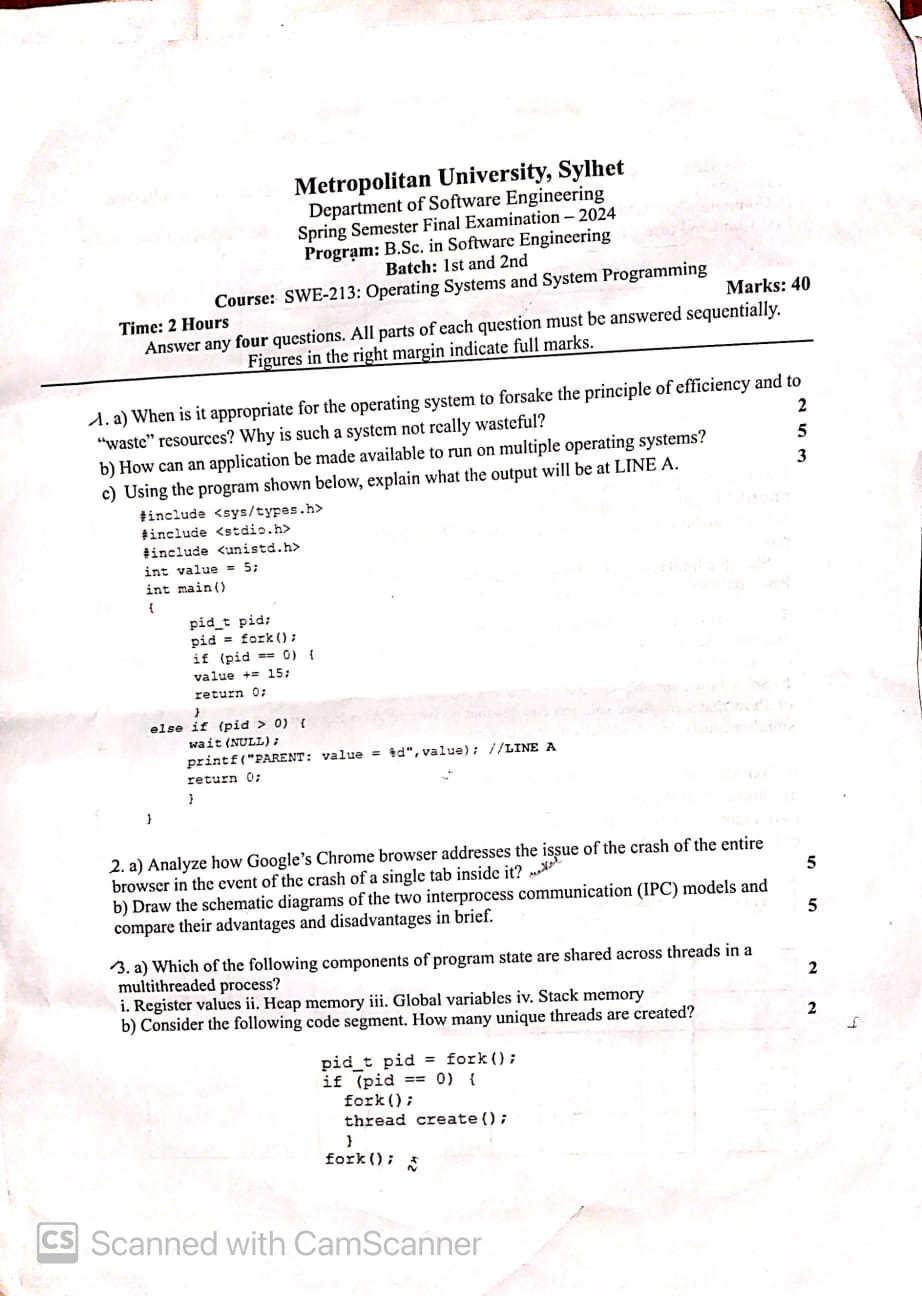 Metropolitan University, Sylhet
Department of Software Engineering
Spring Semester Final Examination – 2024
Program: B.Sc. in Software Engineering
Batch: 1st and 2nd
Course: SWE-213: Operating Systems and System Programming
Time: 2 Hours Marks: 40
Answer any four questions. All parts of each question must be answered sequentially.
Figures in the right margin indicate full marks.
1. a) When is it appropriate for the operating system to forsake the principle of efficiency and to
“waste” resources? Why is such a system not really wasteful? 2
b) How can an application be made available to run on multiple operating systems? 5
c) Using the program shown below, explain what the output will be at LINE A. 3
#include <sys/types.h>
#include <stdio.h>
#include <unistd.h>
int value = 5;
int main()
{
pid_t pid;
pid = fork();
if (pid == 0) {
value += 15;
return 0;
}
else if (pid > 0) {
wait(NULL);
printf("PARENT: value = %d",value); //LINE A
return 0;
}
}
2. a) Analyze how Google’s Chrome browser addresses the issue of the crash of the entire
browser in the event of the crash of a single tab inside it? 5
b) Draw the schematic diagrams of the two interprocess communication (IPC) models and
compare their advantages and disadvantages in brief. 5
3. a) Which of the following components of program state are shared across threads in a
multithreaded process? 2
i. Register values ii. Heap memory iii. Global variables iv. Stack memory
b) Consider the following code segment. How many unique threads are created? 2
pid_t pid = fork();
if (pid == 0) {
fork();
thread create();
}
fork();
CS Scanned with CamScanner